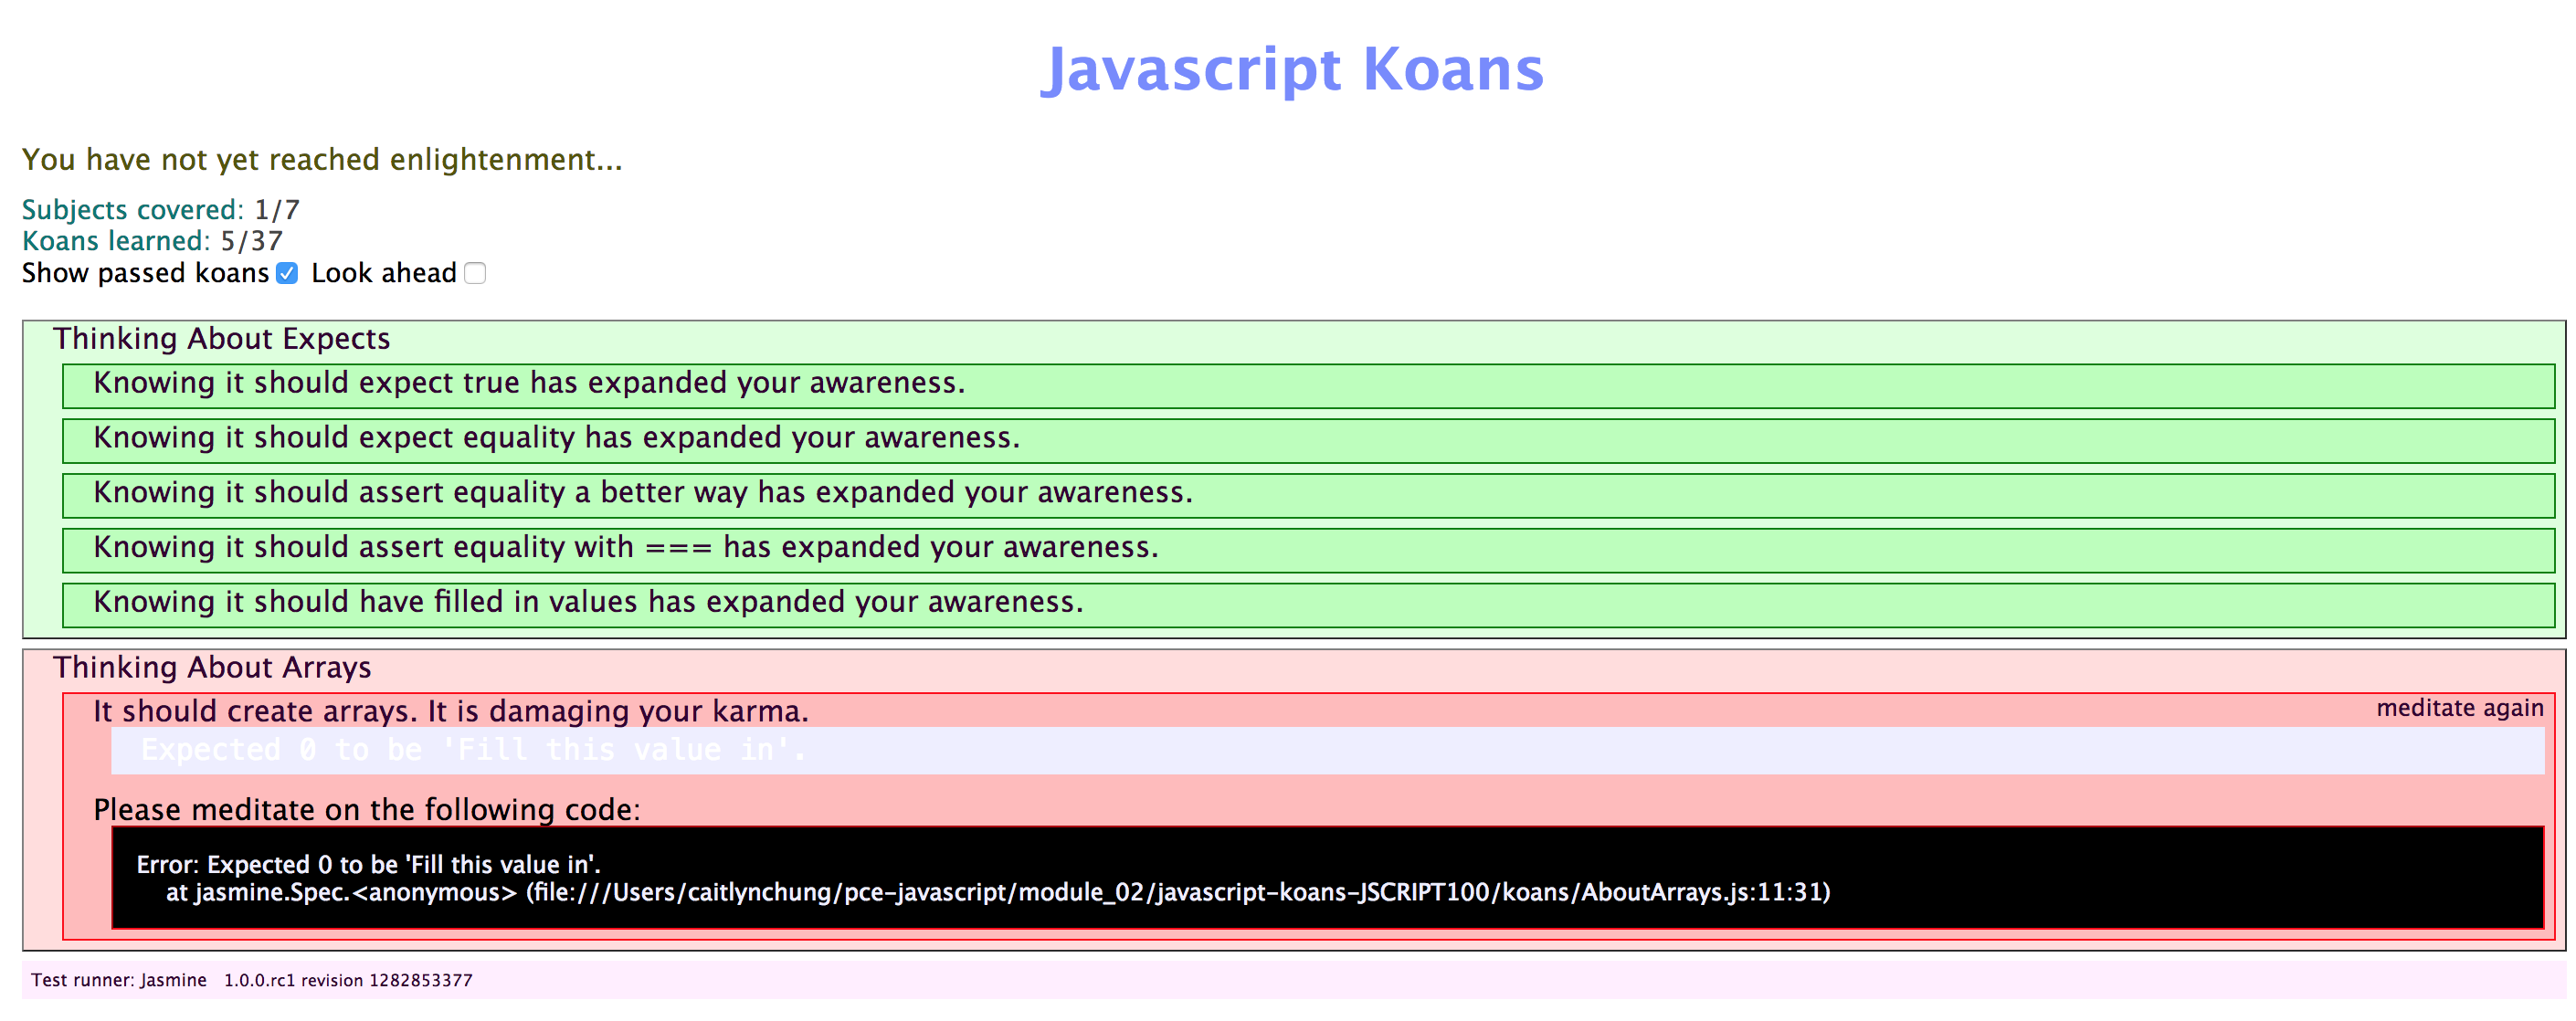 Javascript Koans
You have not yet reached enlightenment...
Subjects covered: 1/7
Koans learned: 5/37
Show passed koans Look ahead
Thinking About Expects
Knowing it should expect true has expanded your awareness.
Knowing it should expect equality has expanded your awareness.
Knowing it should assert equality a better way has expanded your awareness.
Knowing it should assert equality with === has expanded your awareness.
Knowing it should have filled in values has expanded your awareness.
Thinking About Arrays
It should create arrays. It is damaging your karma. meditate again
Expected 0 to be 'Fill this value in'.
Please meditate on the following code:
Error: Expected 0 to be 'Fill this value in'.
at jasmine.Spec.<anonymous> (file:///Users/caitlynchung/pce-javascript/module_02/javascript-koans-JSCRIPT100/koans/AboutArrays.js:11:31)
Test runner: Jasmine 1.0.0.rc1 revision 1282853377